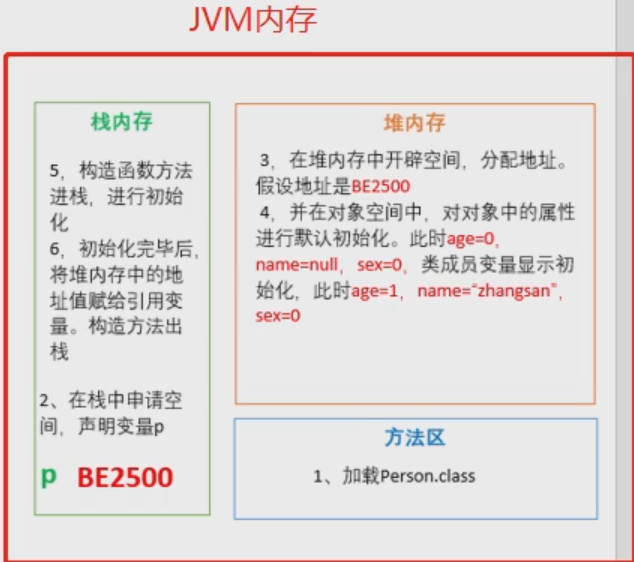 JVM内存
栈内存
5，构造函数方法
进栈，进行初始
化
6，初始化完毕后，
将堆内存中的地
址值赋给引用变
量。构造方法出
栈
2、在栈中申请空
间，声明变量p
p BE2500
堆内存
3，在堆内存中开辟空间，分配地址。
假设地址是BE2500
4，并在对象空间中，对对象中的属性
进行默认初始化。此时age=0，
name=null，sex=0，类成员变量显示初
始化，此时age=1，name=“zhangsan”，
sex=0
方法区
1、加载Person.class